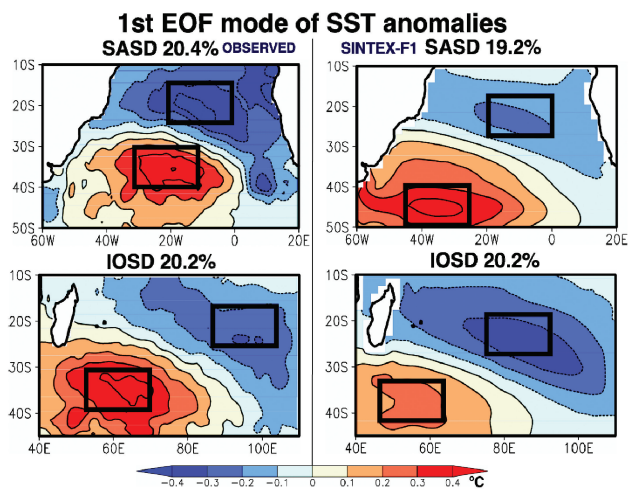 1st EOF mode of SST anomalies
SASD 20.4% OBSERVED
SINTEX-F1 SASD 19.2%
10S
20S
30S
40S
50S
60W 40W 20W 0 20E
10S
20S
30S
40S
50S
60W 40W 20W 0 20E
IOSD 20.2%
IOSD 20.2%
10S
20S
30S
40S
40E 60E 80E 100E
10S
20S
30S
40S
40E 60E 80E 100E
-0.4 -0.3 -0.2 -0.1 0 0.1 0.2 0.3 0.4 °C